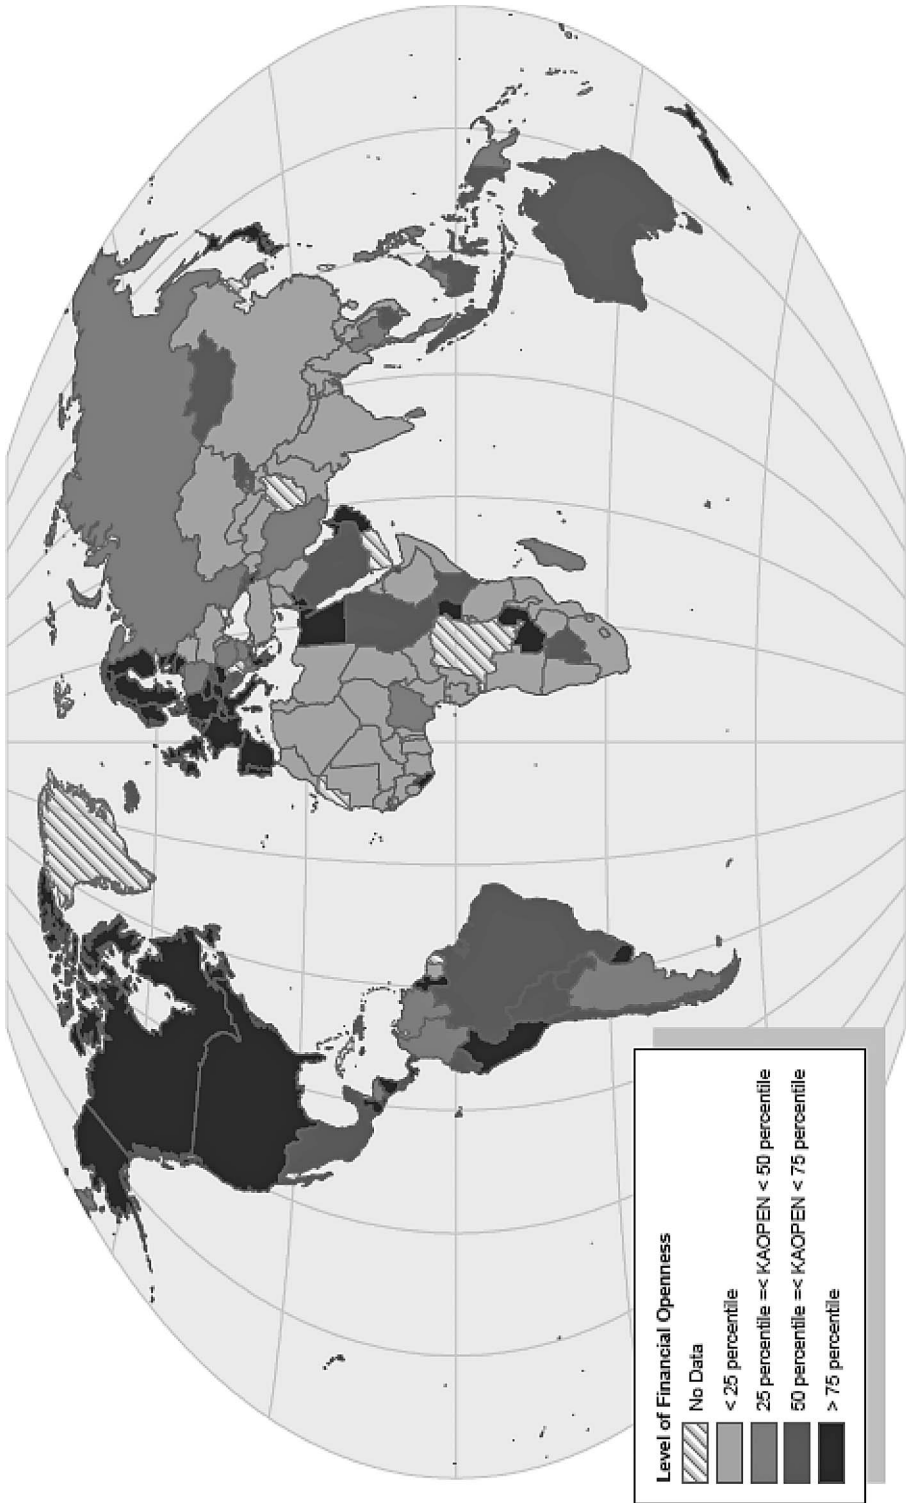 Level of Financial Openness
No Data
< 25 percentile
25 percentile =< KAOPEN < 50 percentile
50 percentile =< KAOPEN < 75 percentile
> 75 percentile